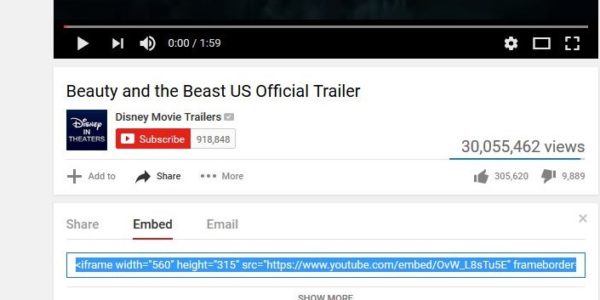 0:00 / 1:59
Beauty and the Beast US Official Trailer
Disney
IN
THEATERS
Disney Movie Trailers
Subscribe 918,848
30,055,462 views
Add to Share More 305,620 9,889
Share Embed Email
<iframe width="560" height="315" src="https://www.youtube.com/embed/OvW_L8sTu5E" frameborder
SHOW MORE